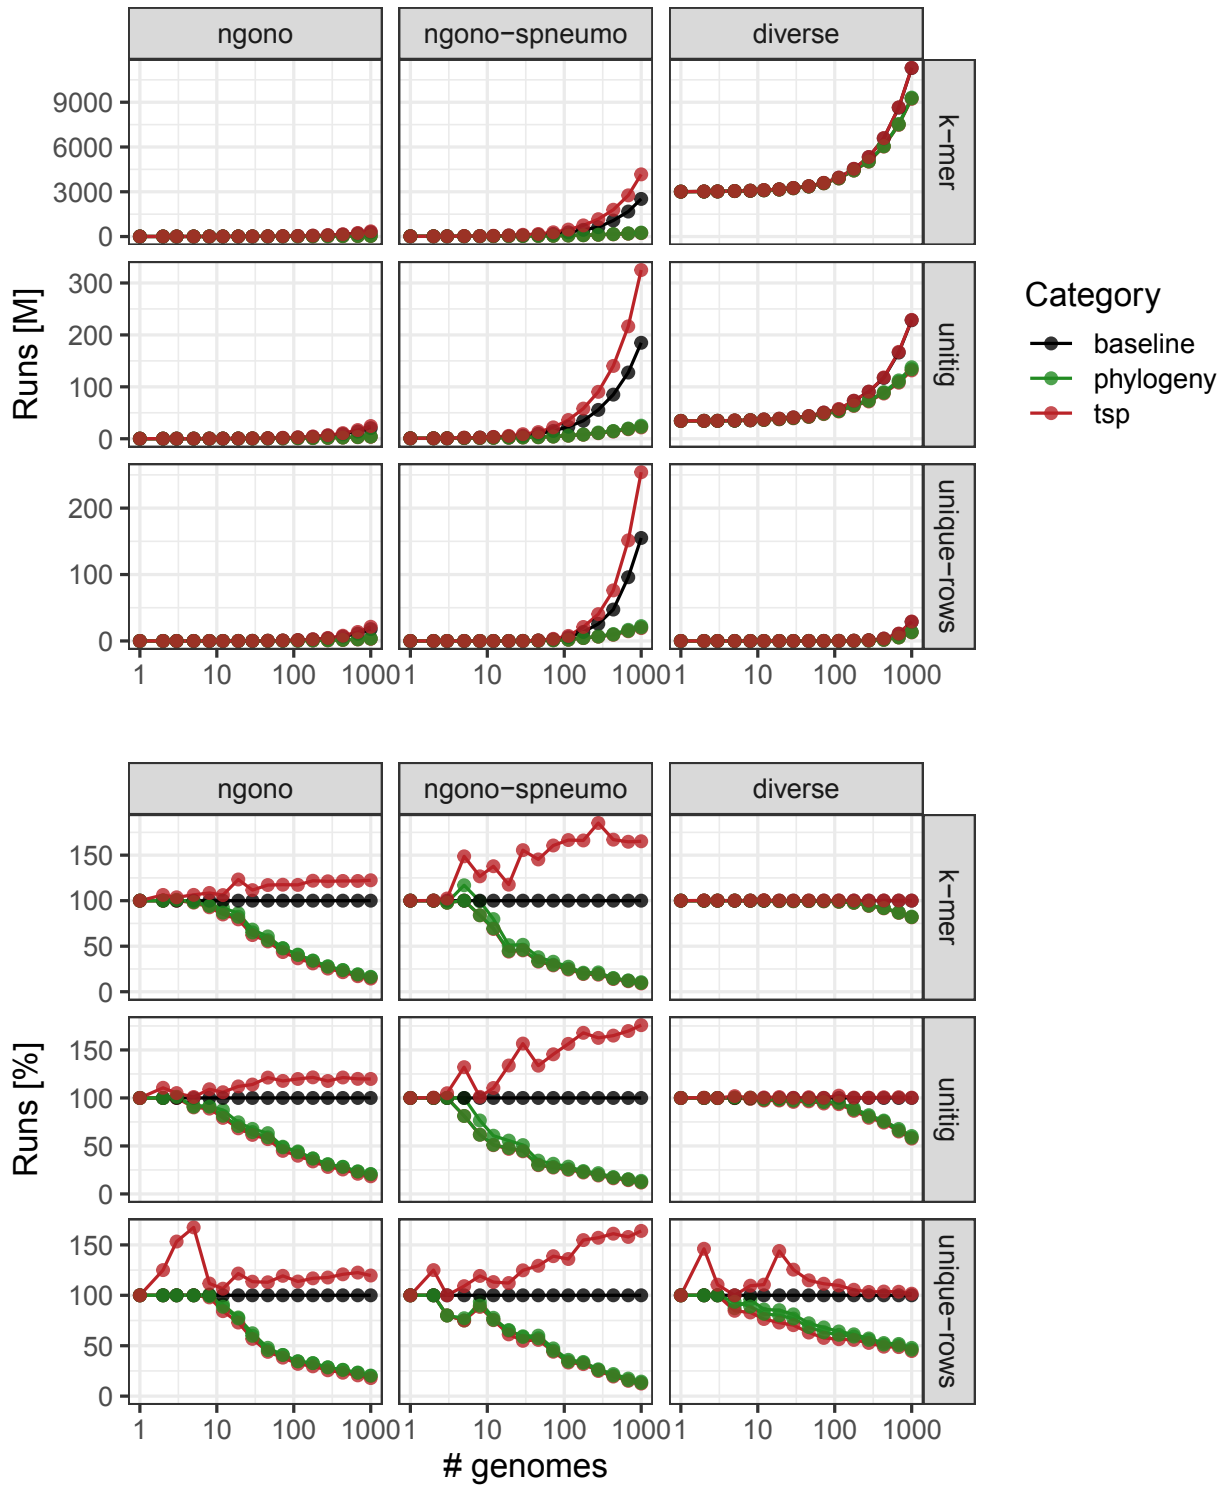 ngono ngono−spneumo diverse
9000
6000
3000
0
k−mer
300
200
100
0
unitig
200
100
0
unique−rows
Runs [M]
1 10 100 1000 1 10 100 1000 1 10 100 1000
Category
baseline
phylogeny
tsp
ngono ngono−spneumo diverse
150
100
50
0
k−mer
150
100
50
0
unitig
150
100
50
0
unique−rows
Runs [%]
1 10 100 1000 1 10 100 1000 1 10 100 1000
# genomes